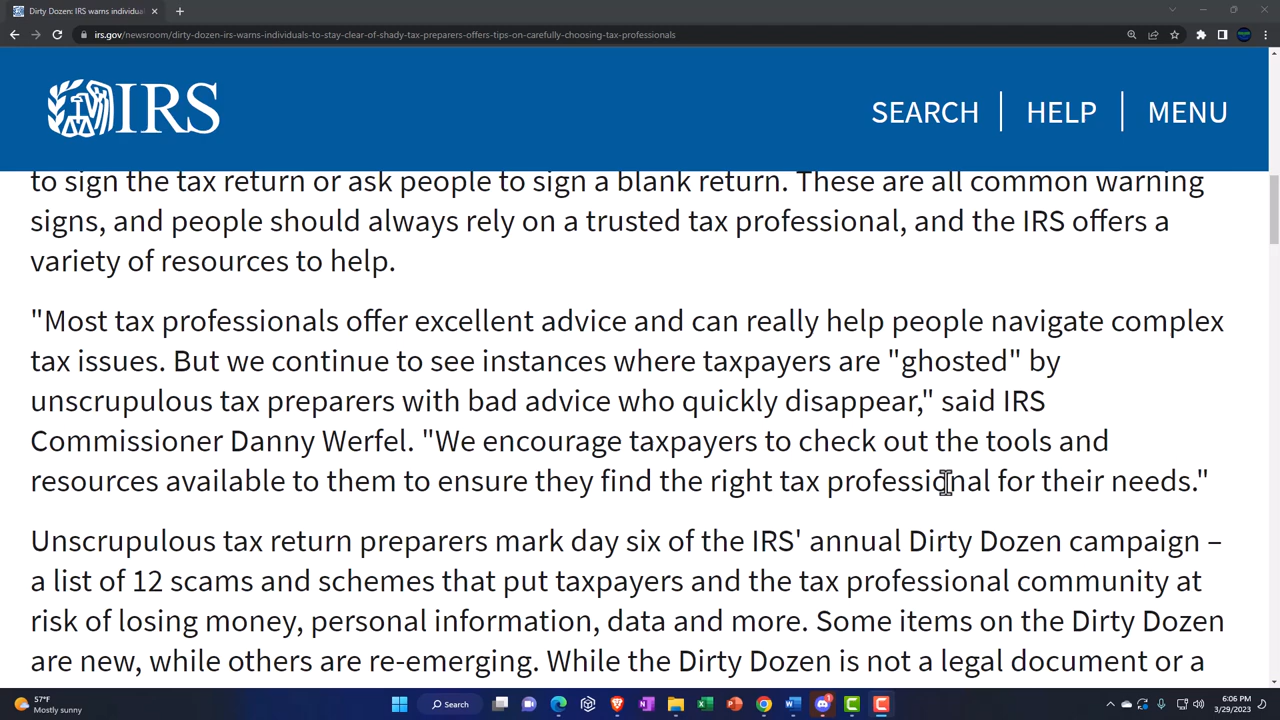 Dirty Dozen: IRS warns individual
irs.gov/newsroom/dirty-dozen-irs-warns-individuals-to-stay-clear-of-shady-tax-preparers-offers-tips-on-carefully-choosing-tax-professionals
IRS
SEARCH
HELP
MENU
to sign the tax return or ask people to sign a blank return. These are all common warning
signs, and people should always rely on a trusted tax professional, and the IRS offers a
variety of resources to help.
"Most tax professionals offer excellent advice and can really help people navigate complex
tax issues. But we continue to see instances where taxpayers are "ghosted" by
unscrupulous tax preparers with bad advice who quickly disappear," said IRS
Commissioner Danny Werfel. "We encourage taxpayers to check out the tools and
resources available to them to ensure they find the right tax professional for their needs."
Unscrupulous tax return preparers mark day six of the IRS' annual Dirty Dozen campaign –
a list of 12 scams and schemes that put taxpayers and the tax professional community at
risk of losing money, personal information, data and more. Some items on the Dirty Dozen
are new, while others are re-emerging. While the Dirty Dozen is not a legal document or a
57°F
Mostly sunny
Search
6:06 PM
3/29/2023